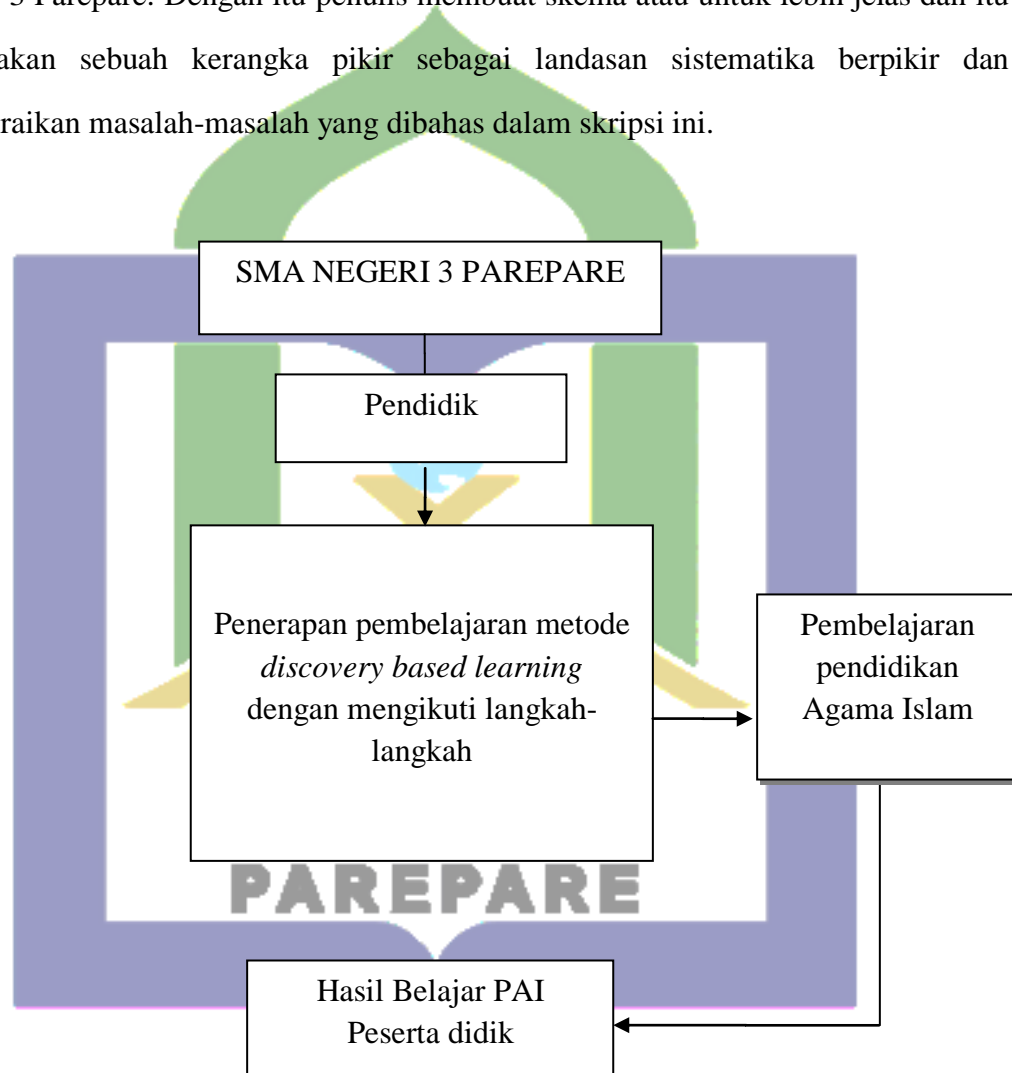 3 Parepare. Dengan itu penulis membuat skema atau untuk lebih jelas dan itu
akan sebuah kerangka pikir sebagai landasan sistematika berpikir dan
raikan masalah-masalah yang dibahas dalam skripsi ini.
SMA NEGERI 3 PAREPARE
Pendidik
Penerapan pembelajaran metode
discovery based learning
dengan mengikuti langkah-
langkah
Pembelajaran
pendidikan
Agama Islam
PAREPARE
Hasil Belajar PAI
Peserta didik